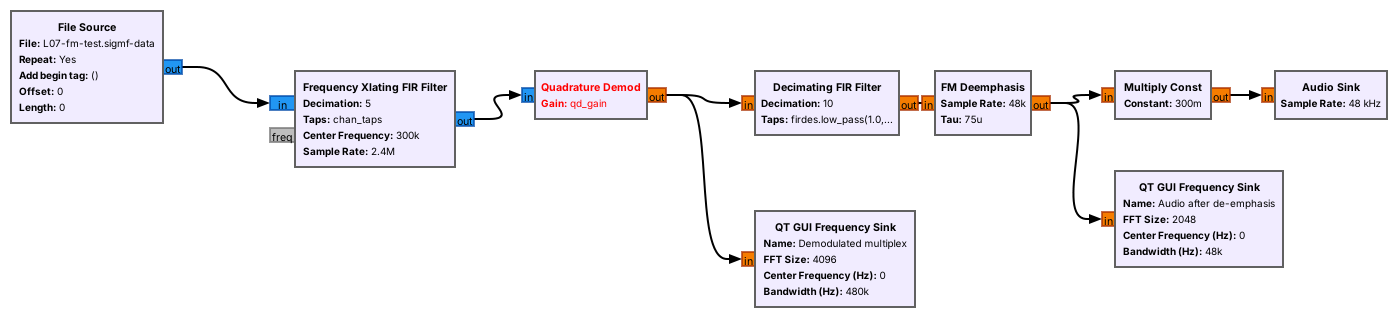 File Source
File: L07-fm-test.sigmf-data
Repeat: Yes
Add begin tag: ()
Offset: 0
Length: 0
out
in
freq
Frequency Xlating FIR Filter
Decimation: 5
Taps: chan_taps
Center Frequency: 300k
Sample Rate: 2.4M
out
in
Quadrature Demod
Gain: qd_gain
out
in
Decimating FIR Filter
Decimation: 10
Taps: firdes.low_pass(1.0,...
out
in
FM Deemphasis
Sample Rate: 48k
Tau: 75u
out
in
Multiply Const
Constant: 300m
out
in
Audio Sink
Sample Rate: 48 kHz
in
QT GUI Frequency Sink
Name: Demodulated multiplex
FFT Size: 4096
Center Frequency (Hz): 0
Bandwidth (Hz): 480k
in
QT GUI Frequency Sink
Name: Audio after de-emphasis
FFT Size: 2048
Center Frequency (Hz): 0
Bandwidth (Hz): 48k